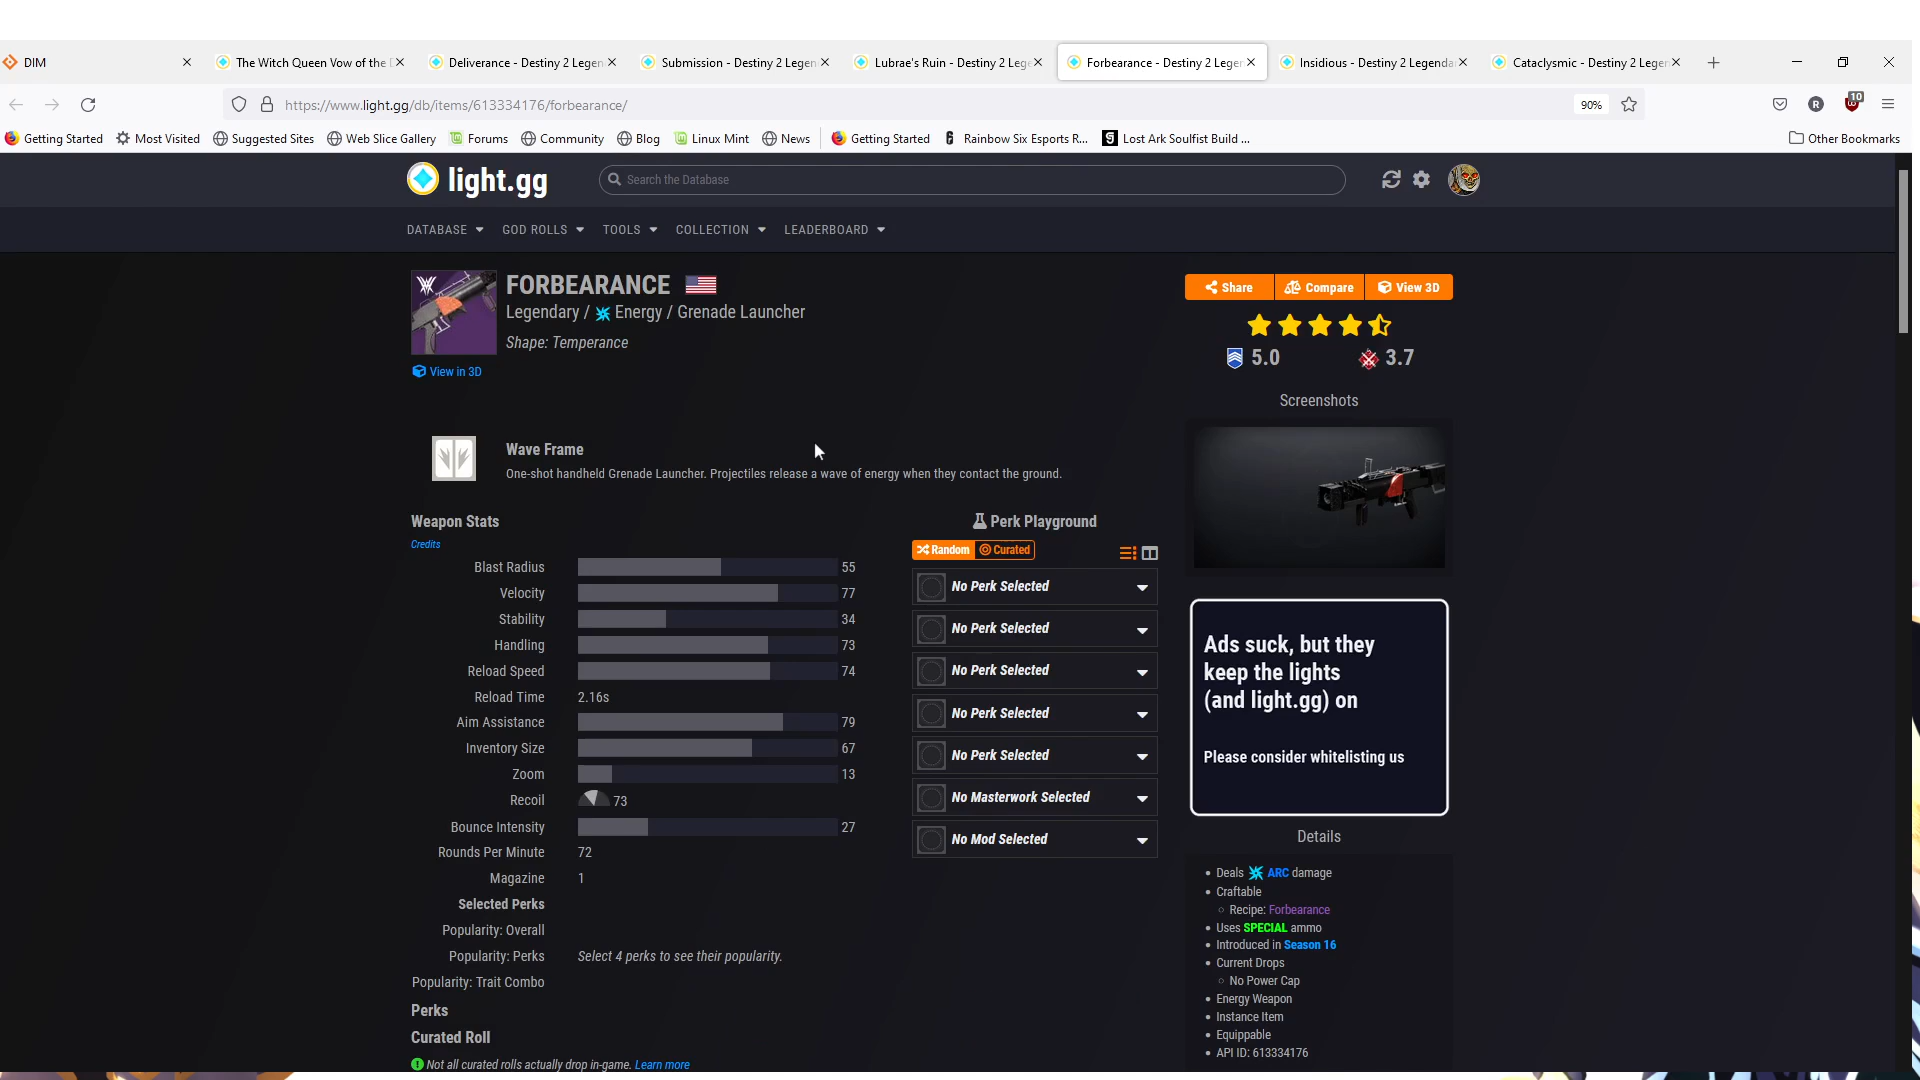 DIM
The Witch Queen Vow of the
Deliverance - Destiny 2 Legen
Submission - Destiny 2 Legen
Lubrae's Ruin - Destiny 2 Lege
Forbearance - Destiny 2 Leger
Insidious - Destiny 2 Legenda
Cataclysmic - Destiny 2 Legen
https://www.light.gg/db/items/613334176/forbearance/
90%
R
10
Getting Started
Most Visited
Suggested Sites
Web Slice Gallery
Forums
Community
Blog
Linux Mint
News
Getting Started
Rainbow Six Esports R...
Lost Ark Soulfist Build ...
Other Bookmarks
light.gg
Search the Database
DATABASE
GOD ROLLS
TOOLS
COLLECTION
LEADERBOARD
FORBEARANCE
Legendary / Energy / Grenade Launcher
Shape: Temperance
View in 3D
Share
Compare
View 3D
5.0
3.7
Screenshots
Wave Frame
One-shot handheld Grenade Launcher. Projectiles release a wave of energy when they contact the ground.
Weapon Stats
Credits
Blast Radius 55
Velocity 77
Stability 34
Handling 73
Reload Speed 74
Reload Time 2.16s
Aim Assistance 79
Inventory Size 67
Zoom 13
Recoil 73
Bounce Intensity 27
Rounds Per Minute 72
Magazine 1
Selected Perks
Popularity: Overall
Popularity: Perks Select 4 perks to see their popularity.
Popularity: Trait Combo
Perks
Curated Roll
Not all curated rolls actually drop in-game. Learn more
Perk Playground
Random Curated
No Perk Selected
No Perk Selected
No Perk Selected
No Perk Selected
No Perk Selected
No Masterwork Selected
No Mod Selected
Ads suck, but they
keep the lights
(and light.gg) on
Please consider whitelisting us
Details
Deals ARC damage
Craftable
Recipe: Forbearance
Uses SPECIAL ammo
Introduced in Season 16
Current Drops
No Power Cap
Energy Weapon
Instance Item
Equippable
API ID: 613334176